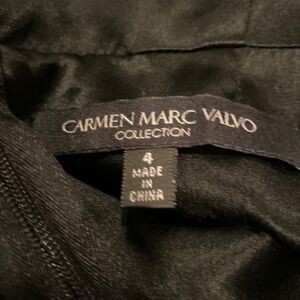 CARMEN MARC VALVO
COLLECTION
4
MADE
IN
CHINA